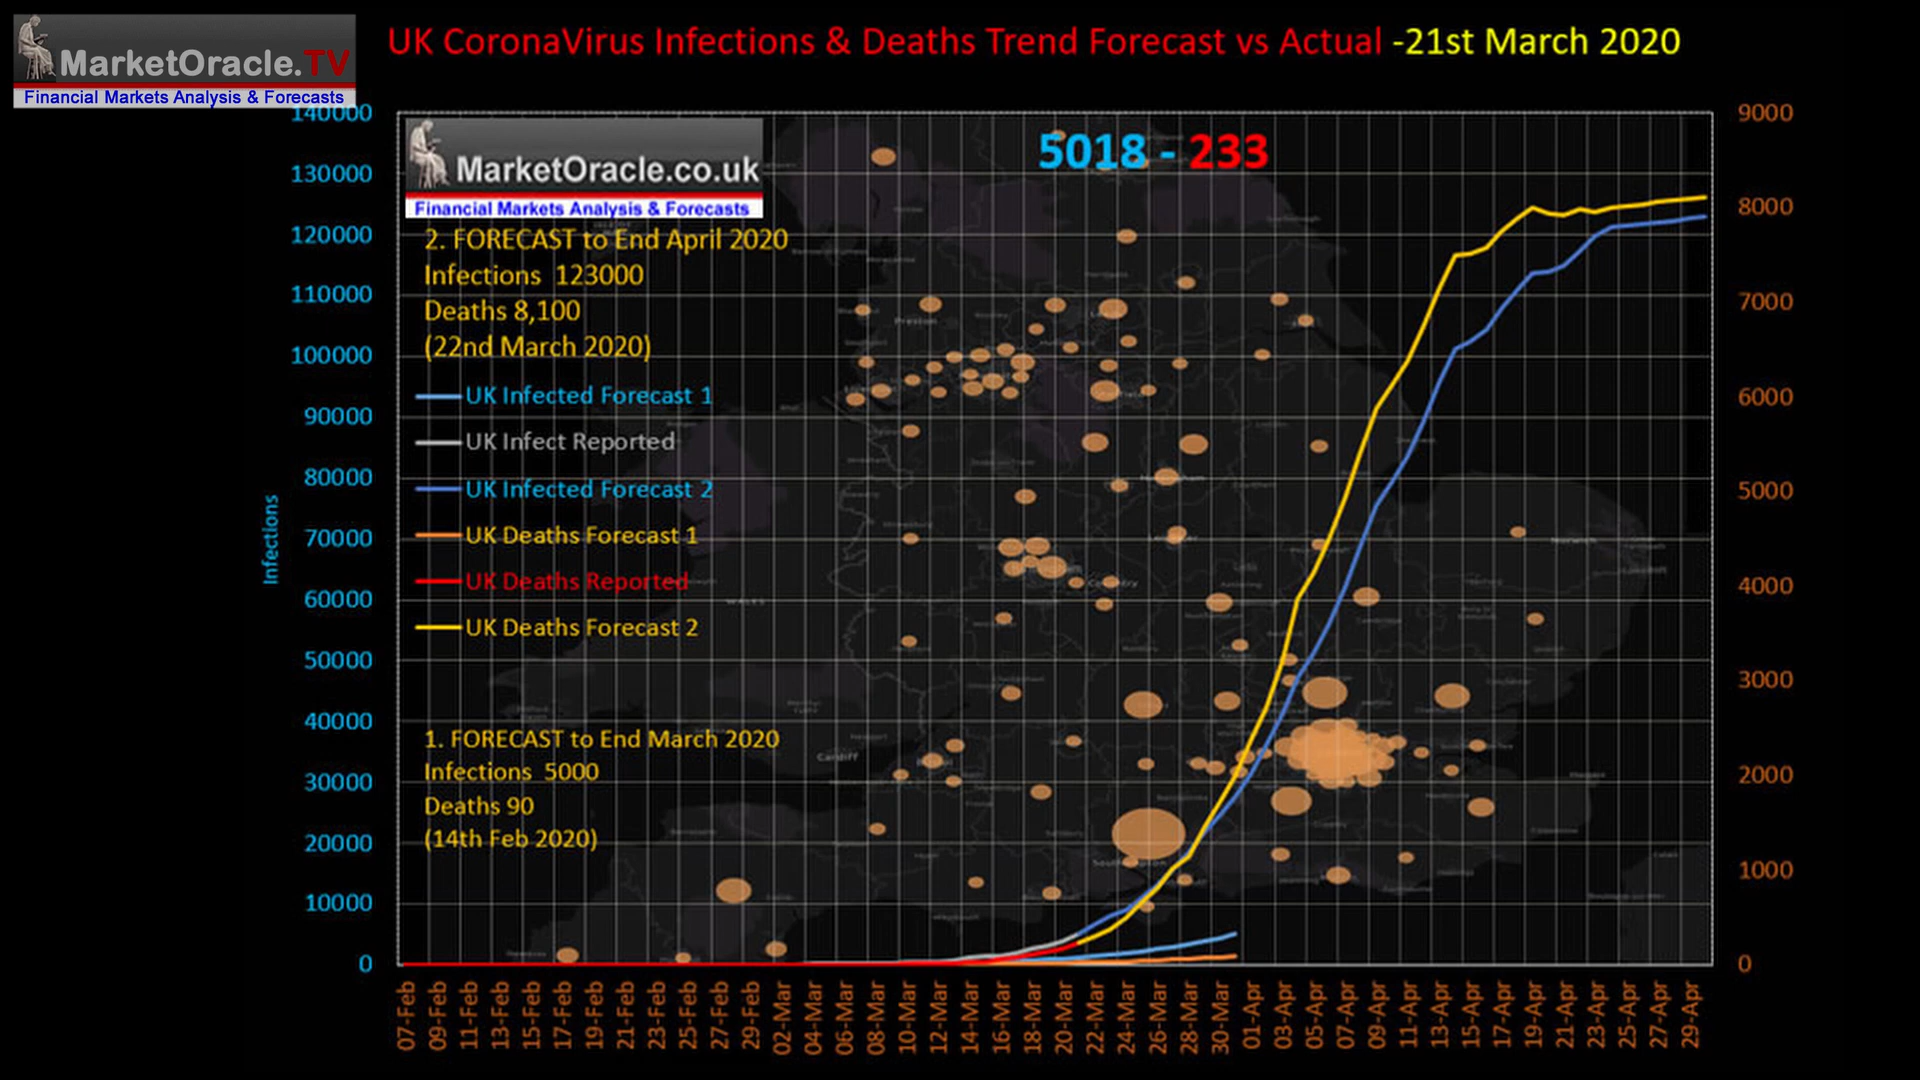 MarketOracle.TV
Financial Markets Analysis & Forecasts
UK CoronaVirus Infections & Deaths Trend Forecast vs Actual -21st March 2020
MarketOracle.co.uk
Financial Markets Analysis & Forecasts
5018 - 233
2. FORECAST to End April 2020
Infections 123000
Deaths 8,100
(22nd March 2020)
UK Infected Forecast 1
UK Infect Reported
UK Infected Forecast 2
UK Deaths Forecast 1
UK Deaths Reported
UK Deaths Forecast 2
1. FORECAST to End March 2020
Infections 5000
Deaths 90
(14th Feb 2020)
Infections
140000
130000
120000
110000
100000
90000
80000
70000
60000
50000
40000
30000
20000
10000
0
9000
8000
7000
6000
5000
4000
3000
2000
1000
0
Preston
WALES
Cardiff
07-Feb
09-Feb
11-Feb
13-Feb
15-Feb
17-Feb
19-Feb
21-Feb
23-Feb
25-Feb
27-Feb
29-Feb
02-Mar
04-Mar
06-Mar
08-Mar
10-Mar
12-Mar
14-Mar
16-Mar
18-Mar
20-Mar
22-Mar
24-Mar
26-Mar
28-Mar
30-Mar
01-Apr
03-Apr
05-Apr
07-Apr
09-Apr
11-Apr
13-Apr
15-Apr
17-Apr
19-Apr
21-Apr
23-Apr
25-Apr
27-Apr
29-Apr